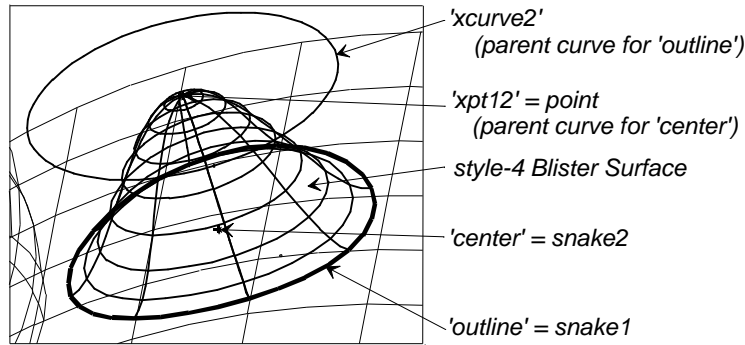 'xcurve2'
(parent curve for 'outline')
'xpt12' = point
(parent curve for 'center')
style-4 Blister Surface
'center' = snake2
'outline' = snake1